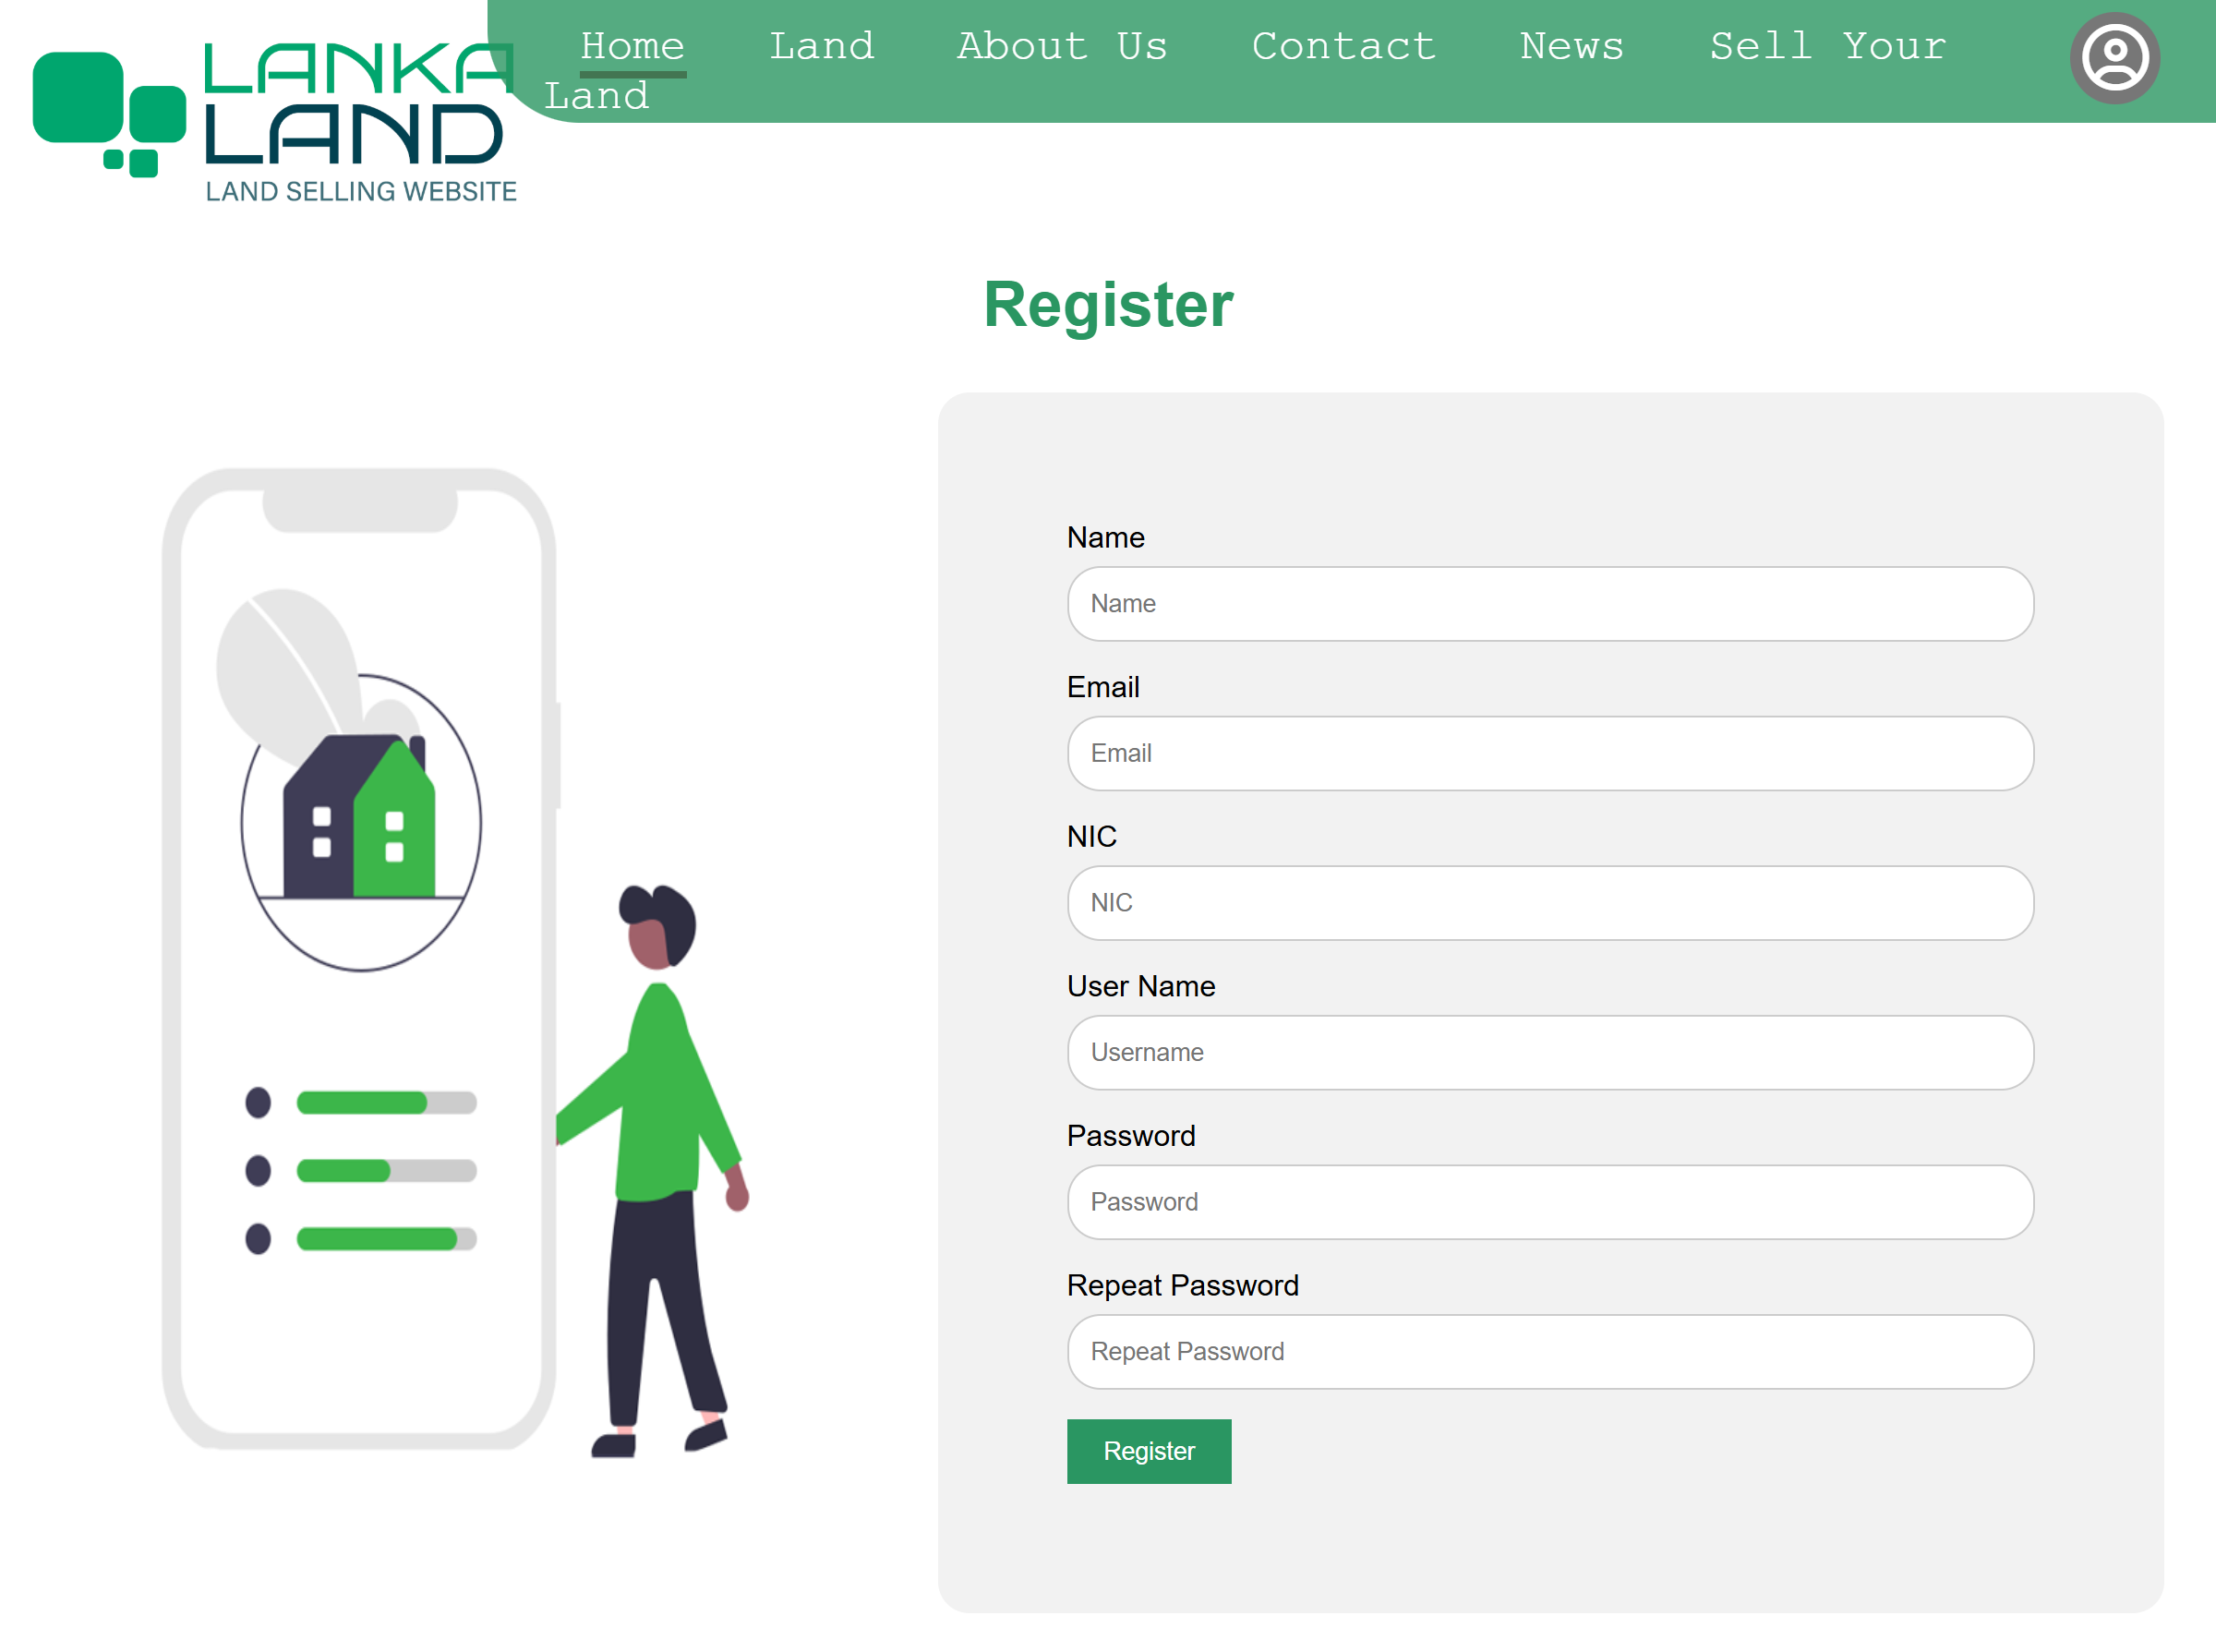 LANKA
LAND
LAND SELLING WEBSITE
Home Land About Us Contact News Sell Your
Land
Register
Name
Name
Email
Email
NIC
NIC
User Name
Username
Password
Password
Repeat Password
Repeat Password
Register